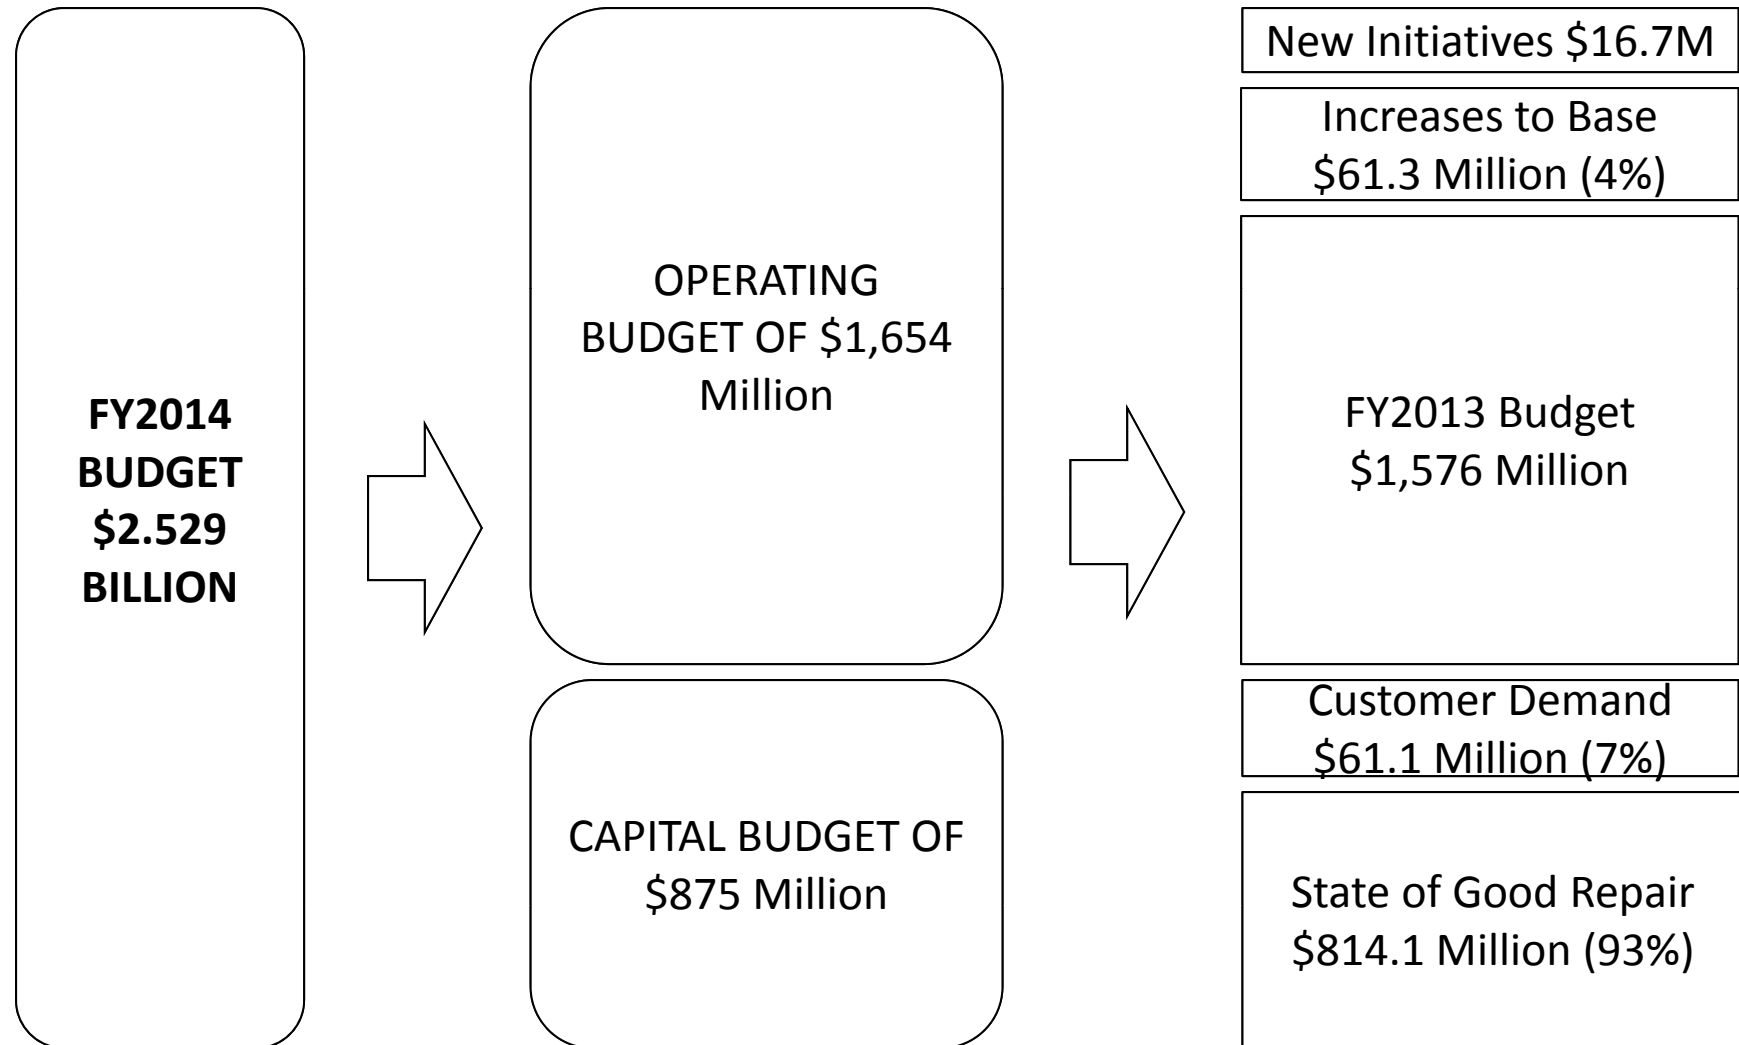 FY2014
BUDGET
$2.529
BILLION
OPERATING
BUDGET OF $1,654
Million
CAPITAL BUDGET OF
$875 Million
New Initiatives $16.7M
Increases to Base
$61.3 Million (4%)
FY2013 Budget
$1,576 Million
Customer Demand
$61.1 Million (7%)
State of Good Repair
$814.1 Million (93%)